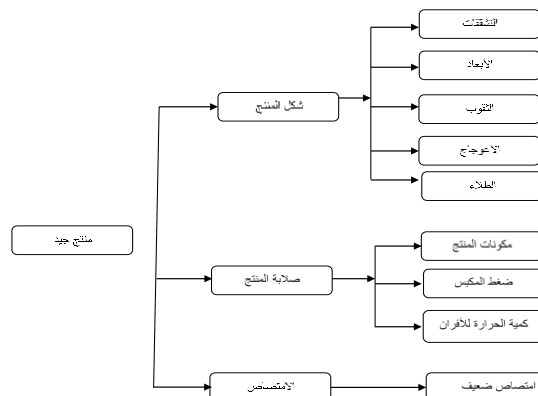 التشققات
الأبعاد
شكل المنتج
الثقوب
الاعوجاج
الطلاء
منتج جيد
مكونات المنتج
صلابة المنتج
ضغط المكبس
كمية الحرارة للأفران
الامتصاص
امتصاص ضعيف